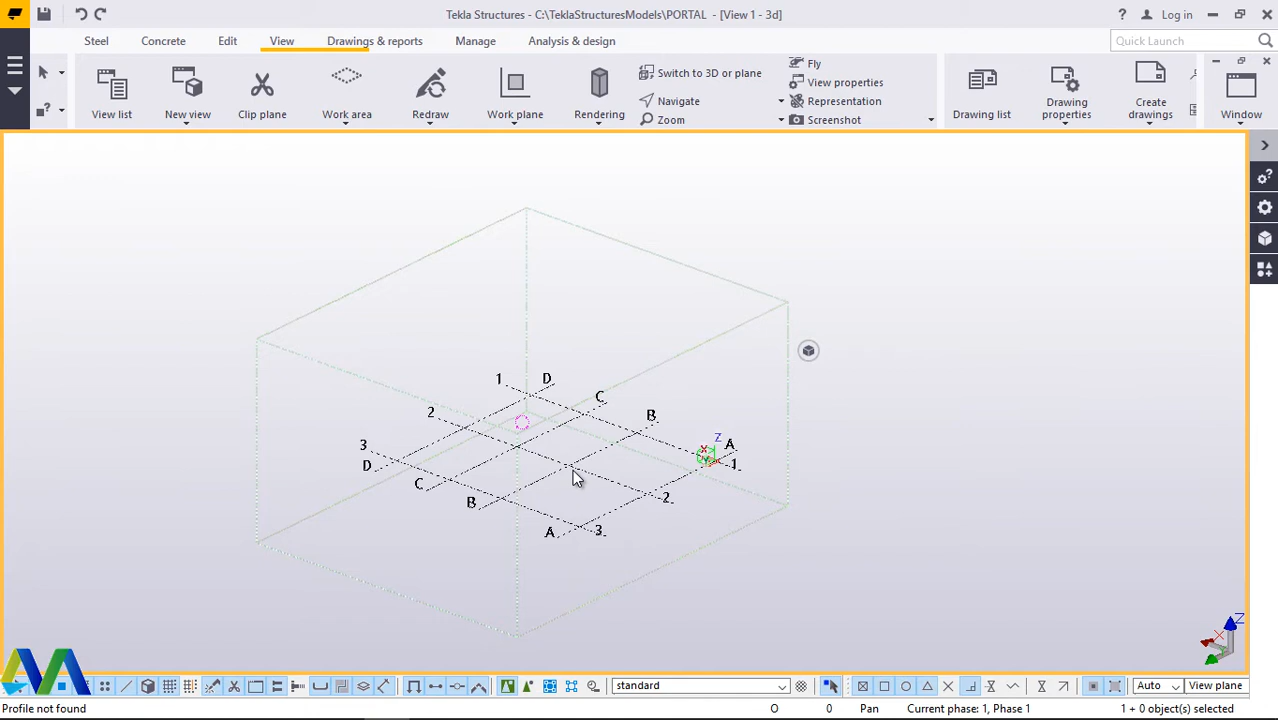 Tekla Structures - C:\TeklaStructuresModels\PORTAL - [View 1 - 3d]
? Log in
Steel Concrete Edit View Drawings & reports Manage Analysis & design
Quick Launch
View list
New view
Clip plane
Work area
Redraw
Work plane
Rendering
Switch to 3D or plane
Navigate
Zoom
Fly
View properties
Representation
Screenshot
Drawing list
Drawing properties
Create drawings
Window
1 D
C
2
B
3
Z
A
D
1
C
B
2
A 3
Z
X
standard
Auto
View plane
Profile not found
O 0 Pan Current phase: 1, Phase 1 1 + 0 object(s) selected